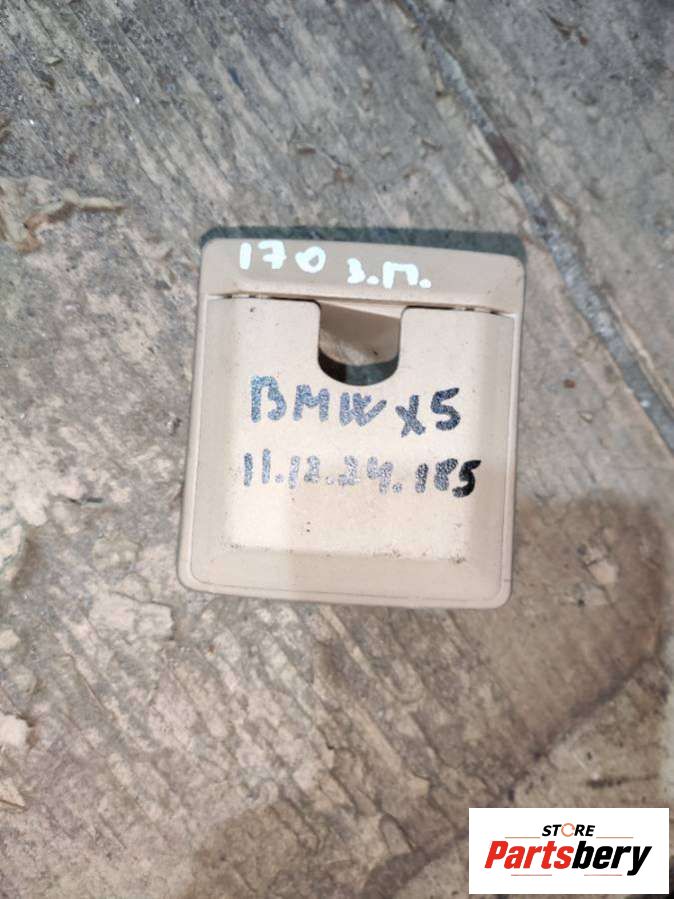 170 з.п.
BMW X5
11.12.24.185
STORE
Partsbery